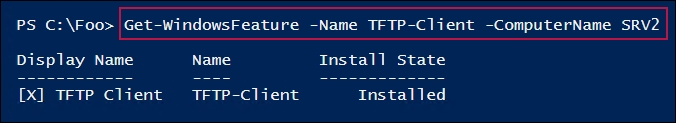 PS C:\Foo> Get-WindowsFeature -Name TFTP-Client -ComputerName SRV2
Display Name Name Install State
------------ ---- -------------
[X] TFTP Client TFTP-Client Installed